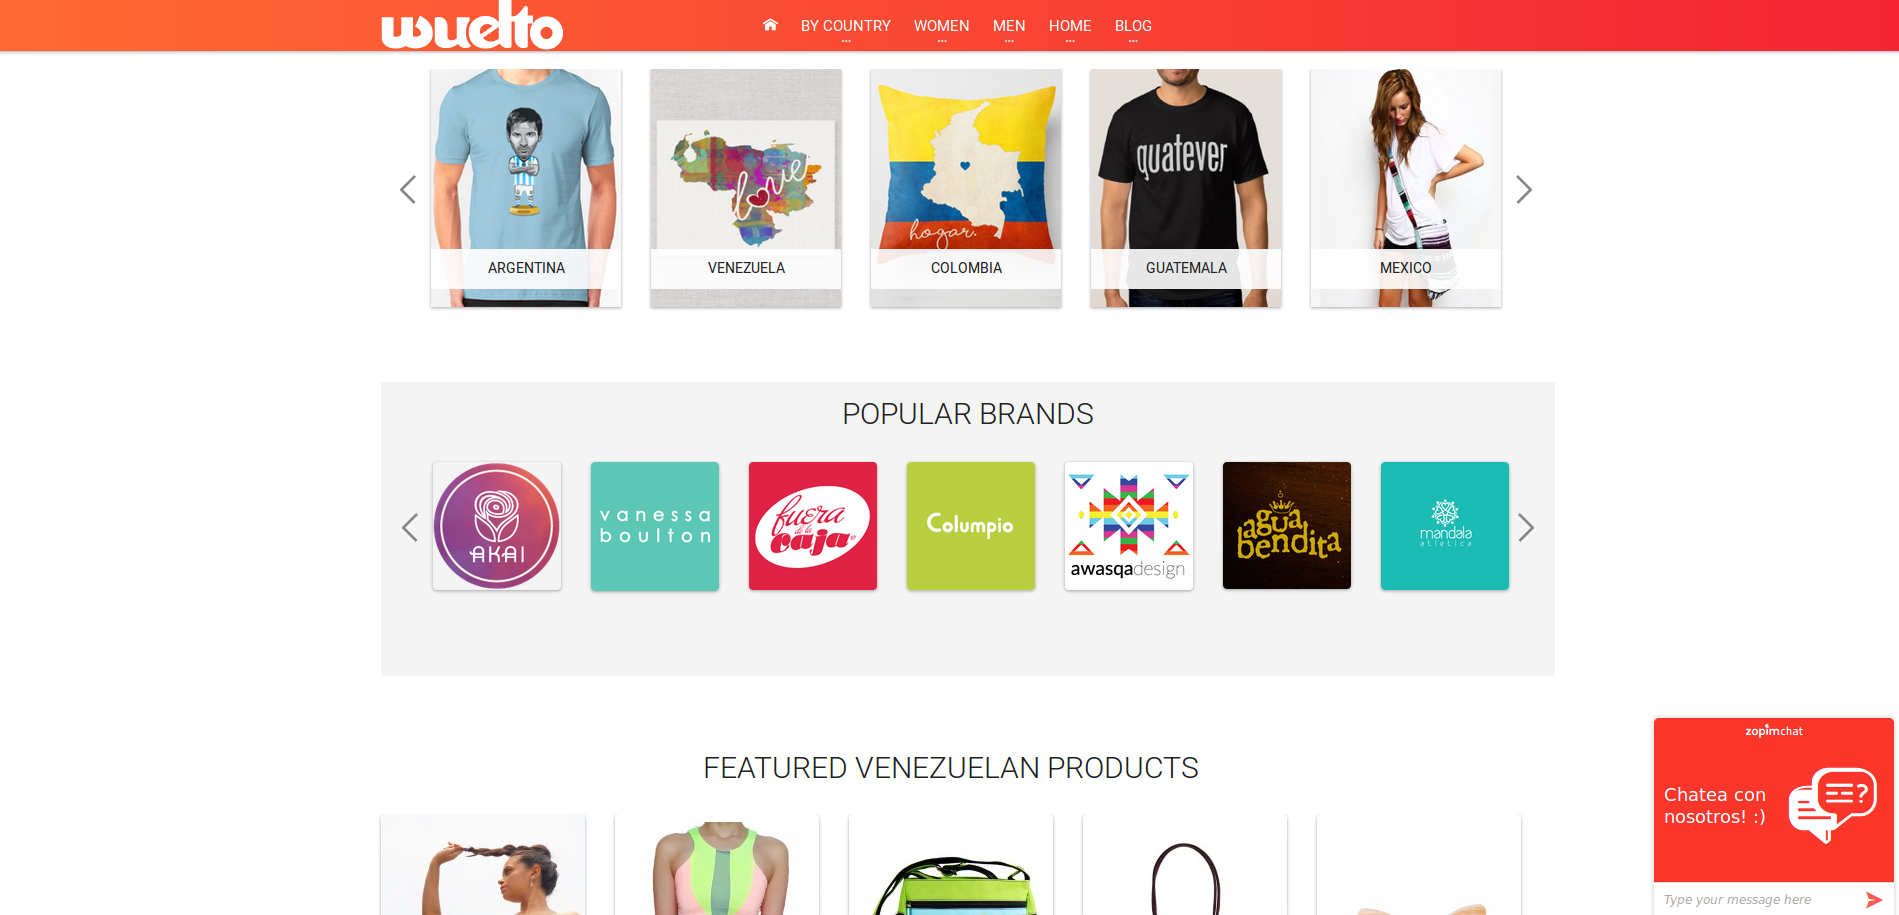 wuelto
BY COUNTRY WOMEN MEN HOME BLOG
love
hogar.
guatever
ARGENTINA
VENEZUELA
COLOMBIA
GUATEMALA
MEXICO
POPULAR BRANDS
AKAI
vanessa
boulton
fuera
de la
caja
Columpio
awasqadesign
agua
bendita
mandala
atlética
FEATURED VENEZUELAN PRODUCTS
zopimchat
Chatea con
nosotros! :)
Type your message here